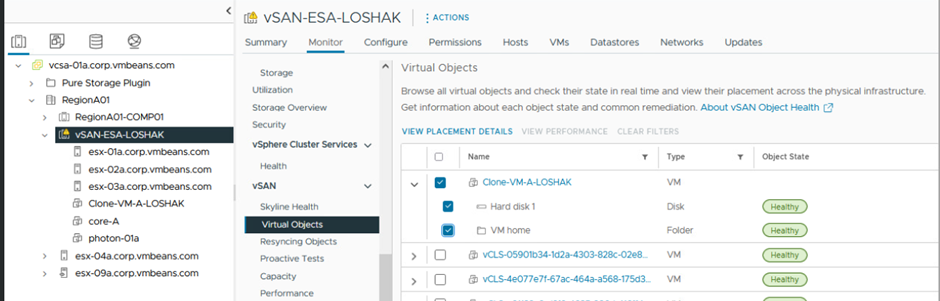 vSAN-ESA-LOSHAK
ACTIONS
Summary Monitor Configure Permissions Hosts VMs Datastores Networks Updates
vcsa-01a.corp.vmbeans.com
Pure Storage Plugin
RegionA01
RegionA01-COMP01
vSAN-ESA-LOSHAK
esx-01a.corp.vmbeans.com
esx-02a.corp.vmbeans.com
esx-03a.corp.vmbeans.com
Clone-VM-A-LOSHAK
core-A
photon-01a
esx-04a.corp.vmbeans.com
esx-09a.corp.vmbeans.com
Storage
Utilization
Storage Overview
Security
vSphere Cluster Services
Health
vSAN
Skyline Health
Virtual Objects
Resyncing Objects
Proactive Tests
Capacity
Performance
Virtual Objects
Browse all virtual objects and check their state in real time and view their placement across the physical infrastructure.
Get information about each object state and common remediation. About vSAN Object Health
VIEW PLACEMENT DETAILS VIEW PERFORMANCE CLEAR FILTERS
Name Type Object State
Clone-VM-A-LOSHAK VM
Hard disk 1 Disk Healthy
VM home Folder Healthy
vCLS-05901b34-1d2a-4303-828c-02e8... VM Healthy
vCLS-4e077e7f-67ac-464a-a568-175d3... VM Healthy